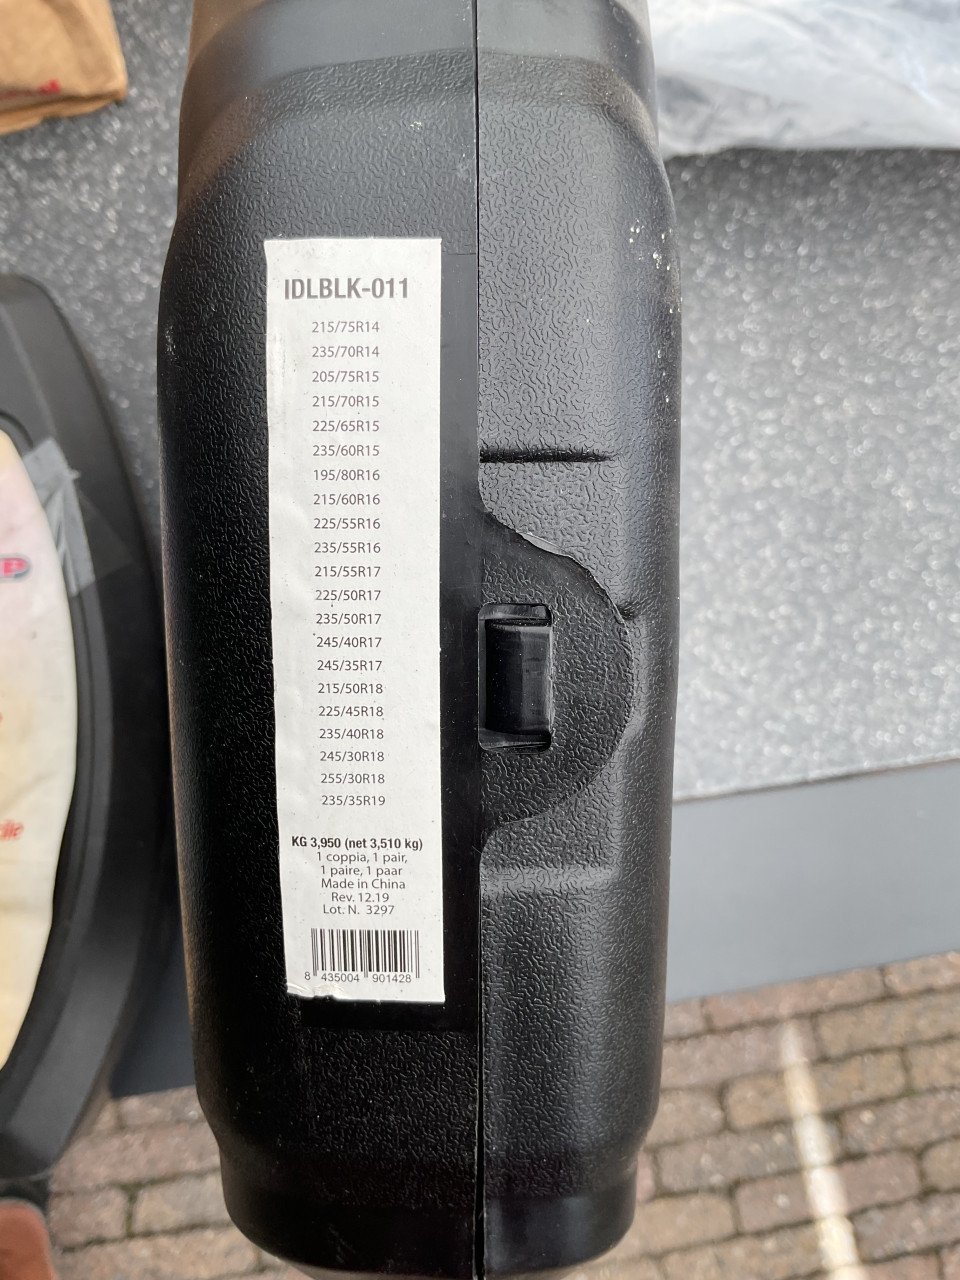 IDLBLK-011
215/75R14
235/70R14
205/75R15
215/70R15
225/65R15
235/60R15
195/80R16
215/60R16
225/55R16
235/55R16
215/55R17
225/50R17
235/50R17
245/40R17
245/35R17
215/50R18
225/45R18
235/40R18
245/30R18
255/30R18
235/35R19
KG 3,950 (net 3,510 kg)
1 coppia, 1 pair,
1 paire, 1 paar
Made in China
Rev. 12.19
Lot. N. 3297
8 435004 901428